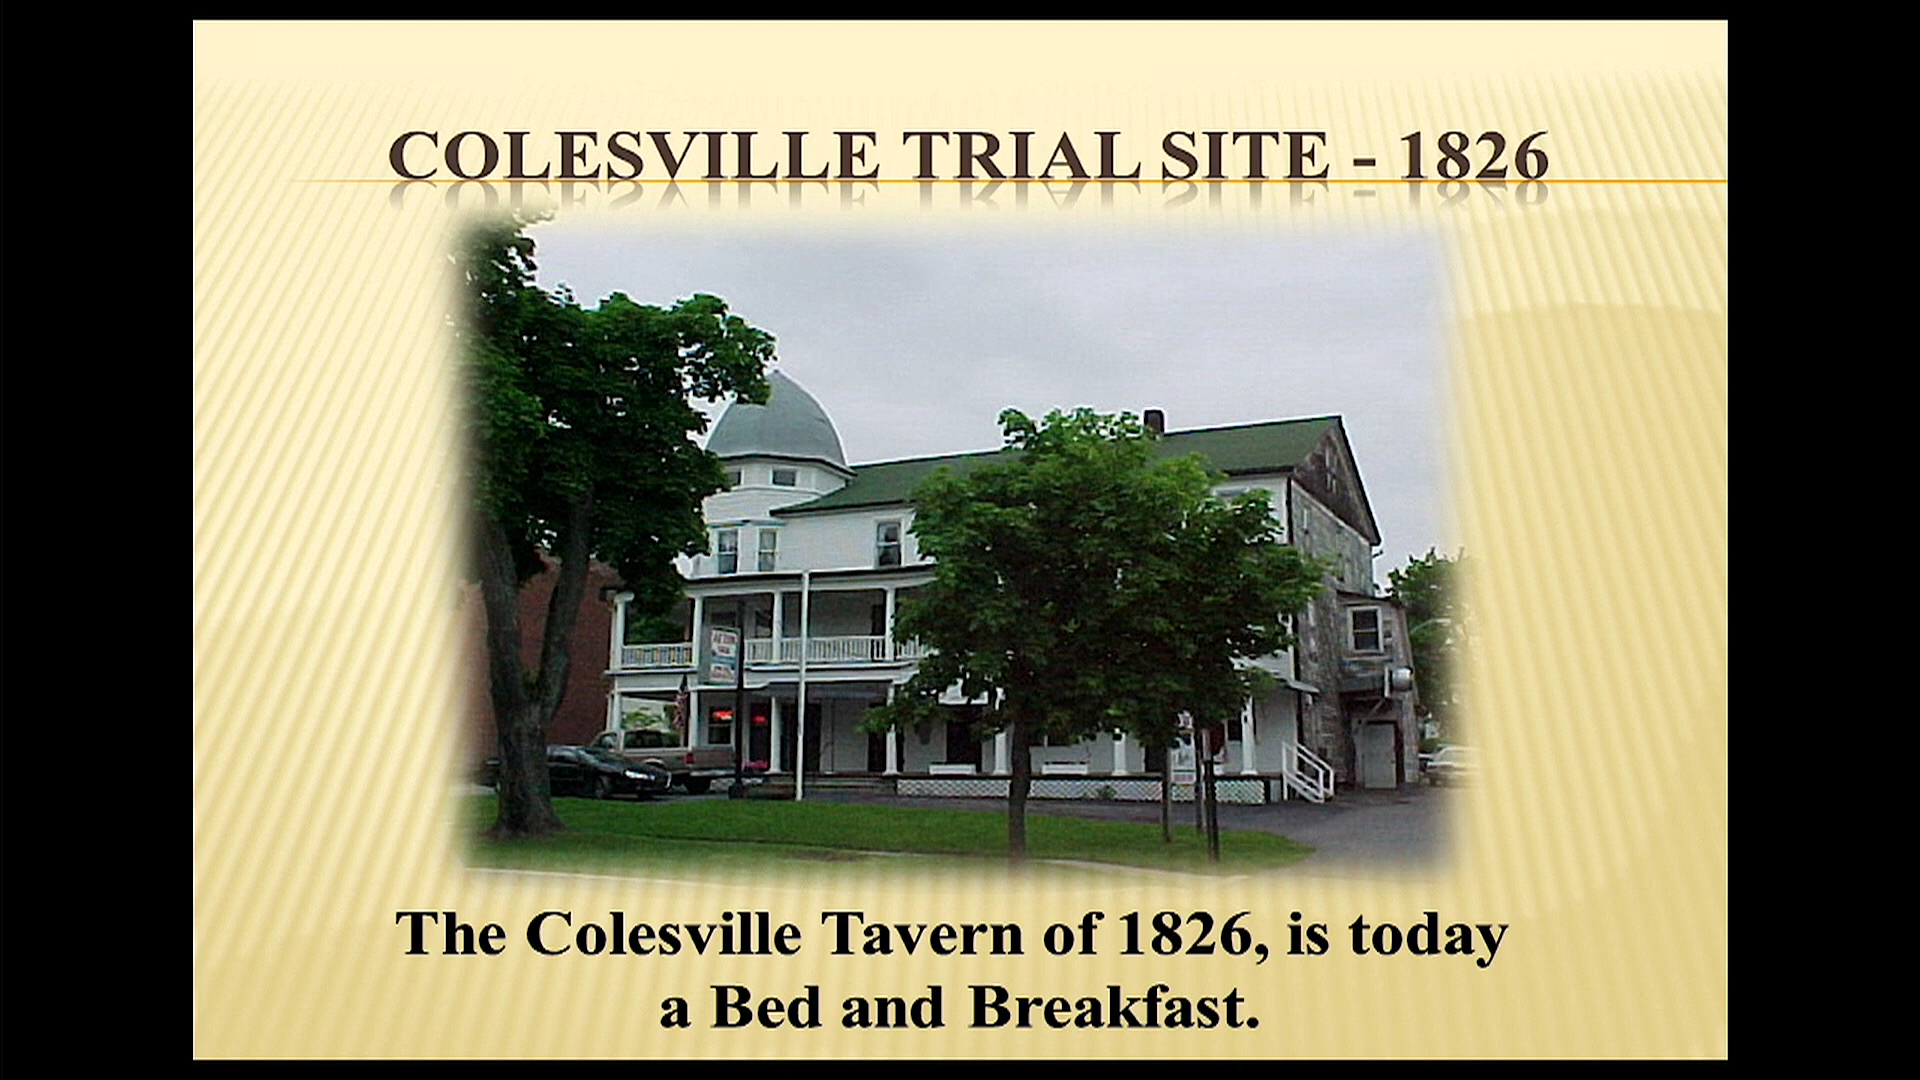 COLESVILLE TRIAL SITE - 1826
The Colesville Tavern of 1826, is today
a Bed and Breakfast.